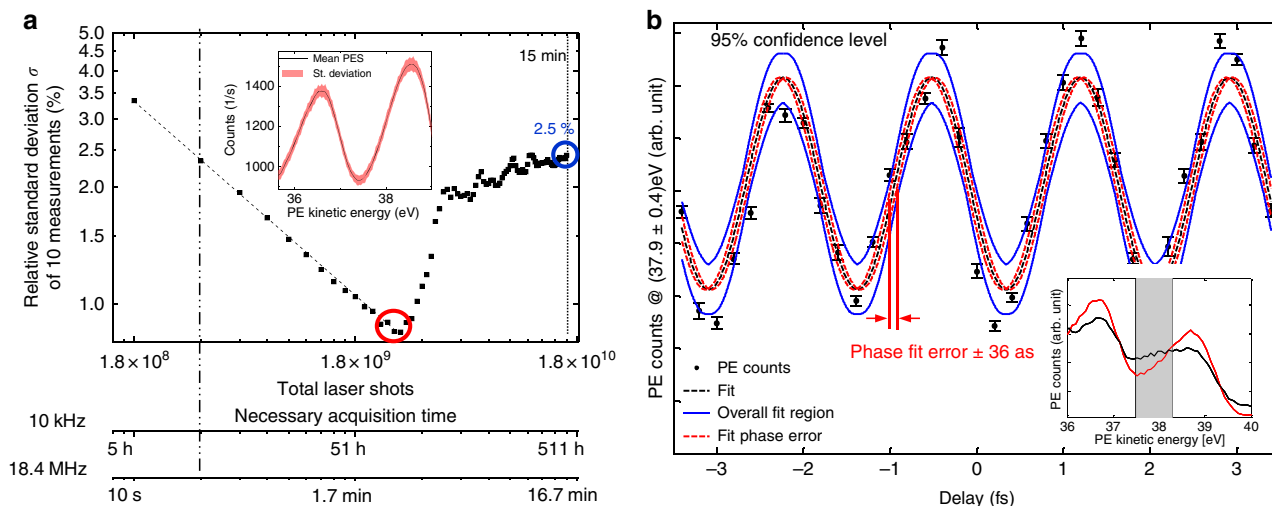 a
Relative standard deviation σ
of 10 measurements (%)
5.0
4.5
4.0
3.5
3.0
2.5
2.0
1.5
1.0
15 min
2.5 %
Mean PES
St. deviation
Counts (1/s)
1400
1200
1000
36
38
PE kinetic energy (eV)
1.8×10⁸
1.8×10⁹
1.8×10¹⁰
Total laser shots
Necessary acquisition time
10 kHz
5 h
51 h
511 h
18.4 MHz
10 s
1.7 min
16.7 min
b
95% confidence level
PE counts @ (37.9 ± 0.4)eV (arb. unit)
Phase fit error ± 36 as
PE counts
Fit
Overall fit region
Fit phase error
PE counts (arb. unit)
36
37
38
39
40
PE kinetic energy [eV]
−3
−2
−1
0
1
2
3
Delay (fs)